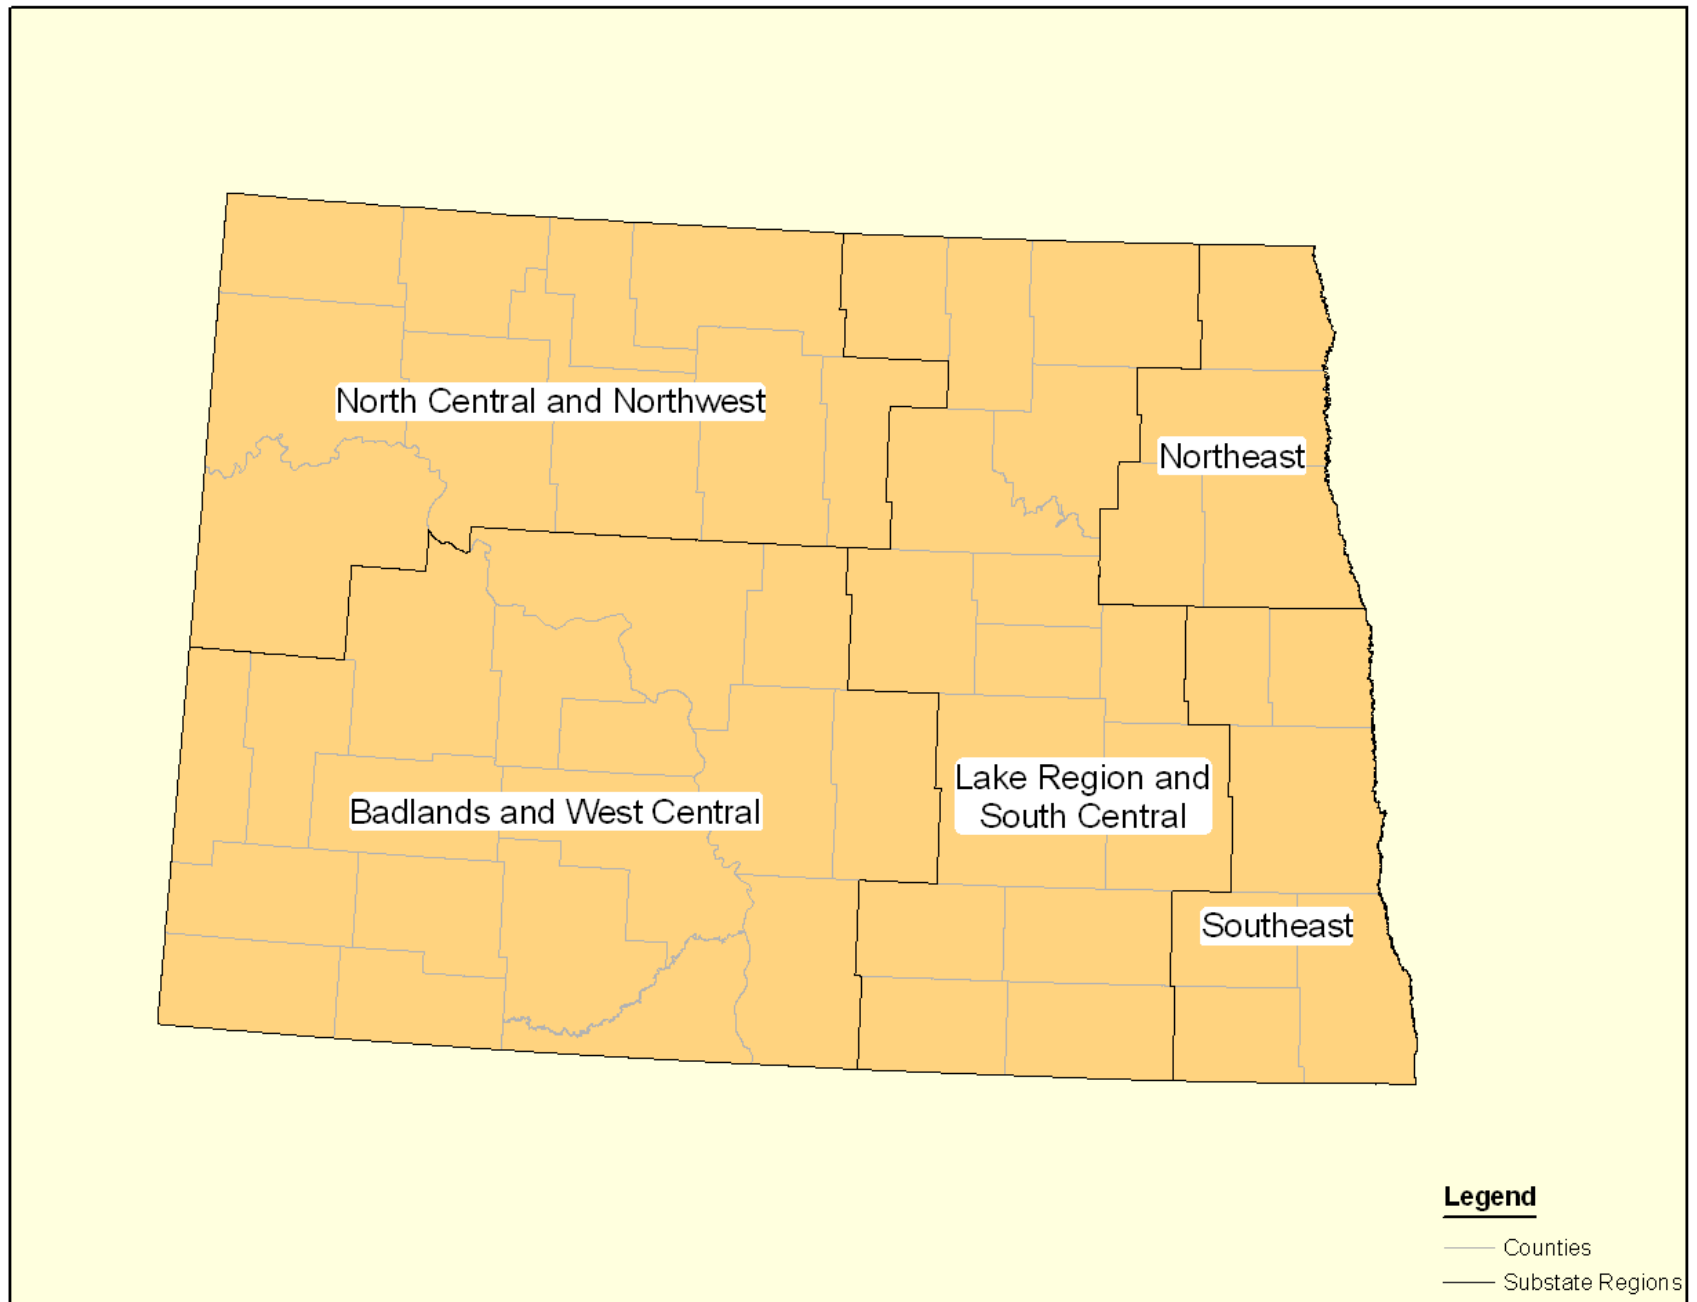 North Central and Northwest
Northeast
Lake Region and
South Central
Badlands and West Central
Southeast
Legend
Counties
Substate Regions